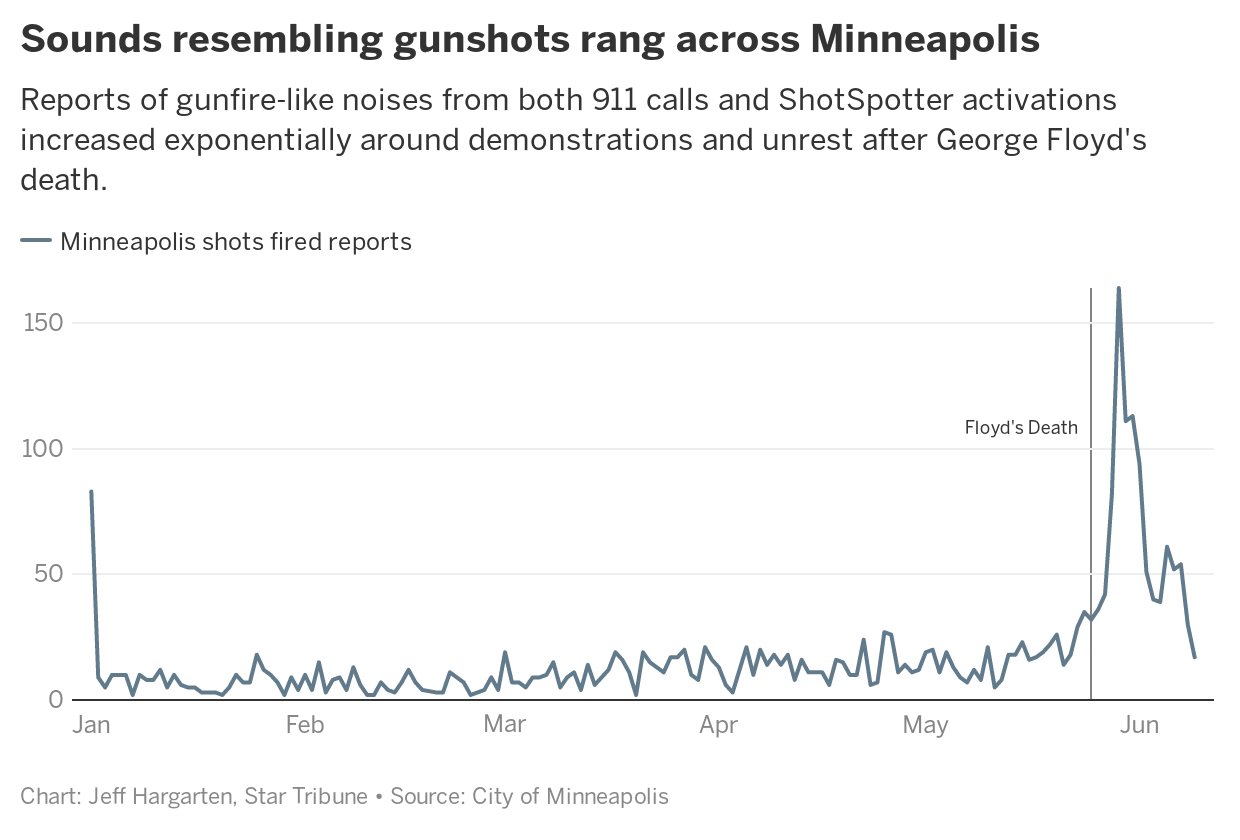 Sounds resembling gunshots rang across Minneapolis
Reports of gunfire-like noises from both 911 calls and ShotSpotter activations
increased exponentially around demonstrations and unrest after George Floyd's
death.
Minneapolis shots fired reports
150
100
50
0
Floyd's Death
Jan Feb Mar Apr May Jun
Chart: Jeff Hargarten, Star Tribune • Source: City of Minneapolis